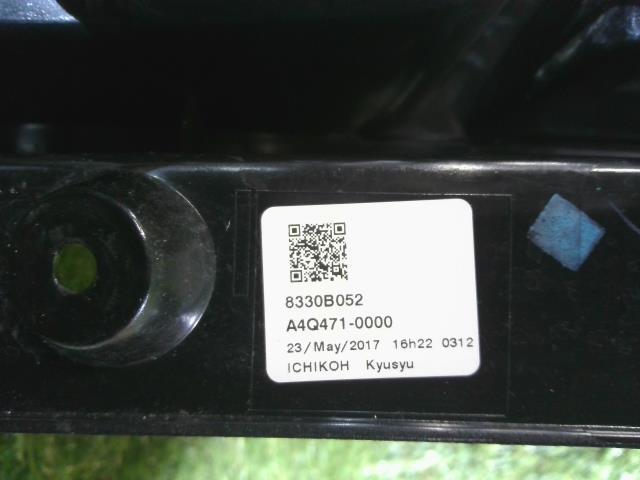 8330B052
A4Q471-0000
23/May/2017 16h22 0312
ICHIKOH Kyusyu